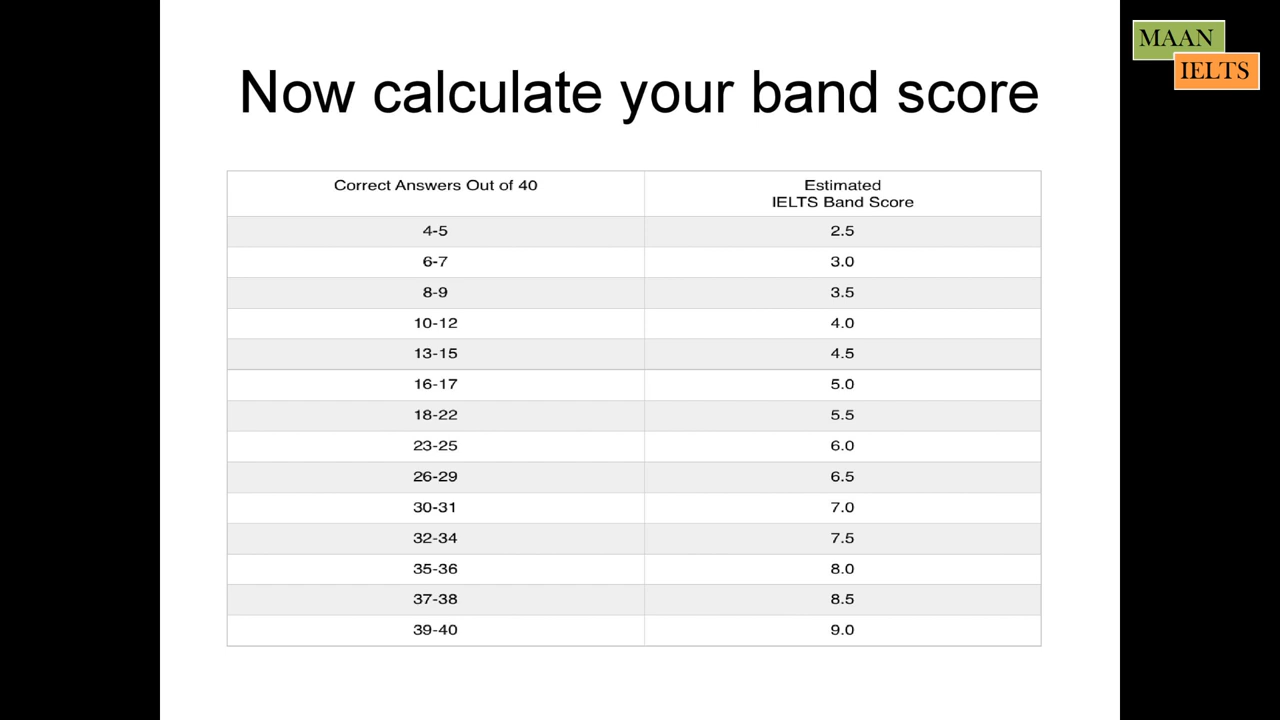 MAAN
IELTS
Now calculate your band score
Correct Answers Out of 40 Estimated
IELTS Band Score
4-5 2.5
6-7 3.0
8-9 3.5
10-12 4.0
13-15 4.5
16-17 5.0
18-22 5.5
23-25 6.0
26-29 6.5
30-31 7.0
32-34 7.5
35-36 8.0
37-38 8.5
39-40 9.0